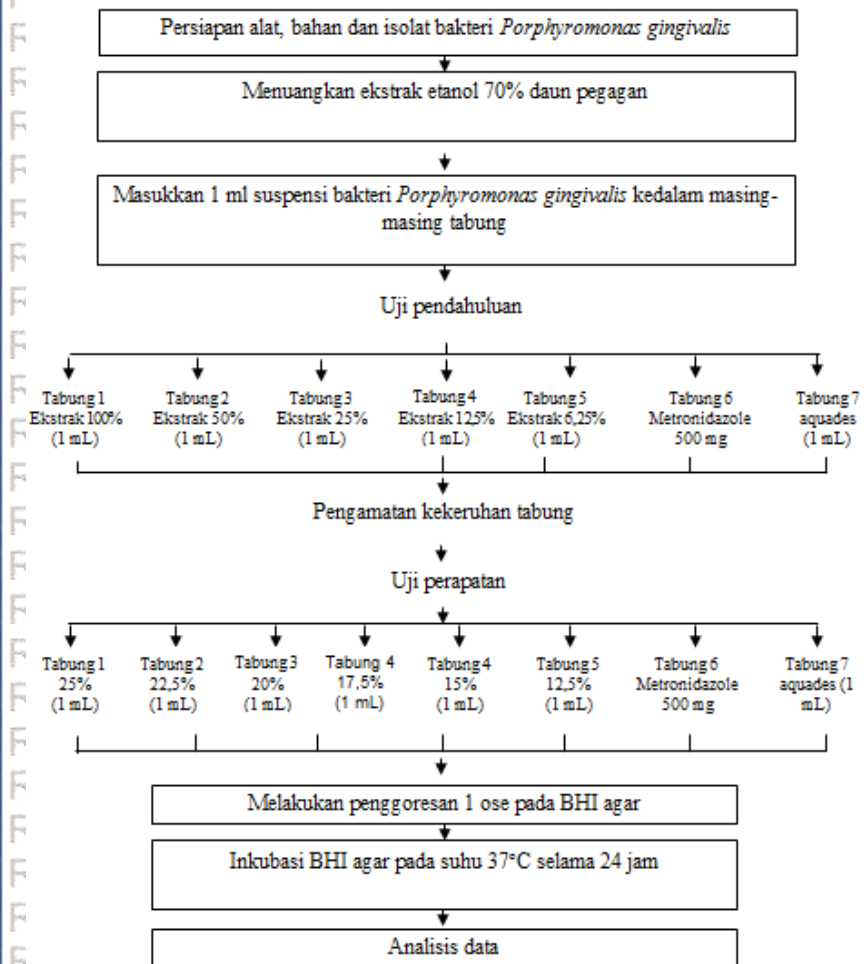 Persiapan alat, bahan dan isolat bakteri Porphyromonas gingivalis
Menuangkan ekstrak etanol 70% daun pegagan
Masukkan 1 ml suspensi bakteri Porphyromonas gingivalis kedalam masing-
masing tabung
Uji pendahuluan
Tabung 1
Ekstrak 100%
(1 mL)
Tabung 2
Ekstrak 50%
(1 mL)
Tabung 3
Ekstrak 25%
(1 mL)
Tabung 4
Ekstrak 12,5%
(1 mL)
Tabung 5
Ekstrak 6,25%
(1 mL)
Tabung 6
Metronidazole
500 mg
Tabung 7
aquades
(1 mL)
Pengamatan kekeruhan tabung
Uji perapatan
Tabung 1
25%
(1 mL)
Tabung 2
22,5%
(1 mL)
Tabung 3
20%
(1 mL)
Tabung 4
17,5%
(1 mL)
Tabung 4
15%
(1 mL)
Tabung 5
12,5%
(1 mL)
Tabung 6
Metronidazole
500 mg
Tabung 7
aquades (1
mL)
Melakukan penggoresan 1 ose pada BHI agar
Inkubasi BHI agar pada suhu 37°C selama 24 jam
Analisis data